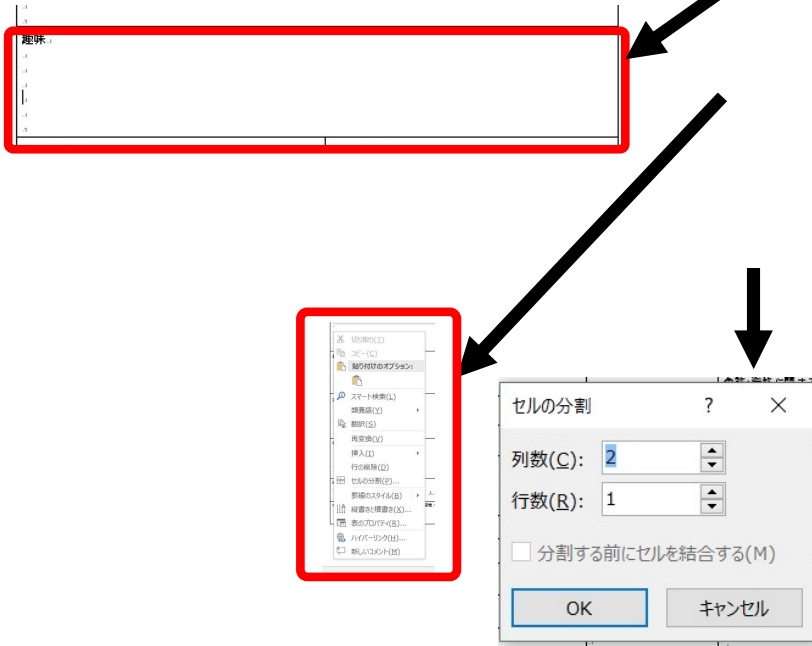 趣味
切り取り(T)
コピー(C)
貼り付けのオプション:
スマート検索(L)
類義語(Y)
翻訳(S)
再変換(V)
挿入(I)
行の削除(D)
セルの分割(P)...
罫線のスタイル(B)
縦書きと横書き(X)...
表のプロパティ(R)...
ハイパーリンク(H)...
新しいコメント(M)
セルの分割 ? ×
列数(C): 2
行数(R): 1
分割する前にセルを結合する(M)
OK キャンセル